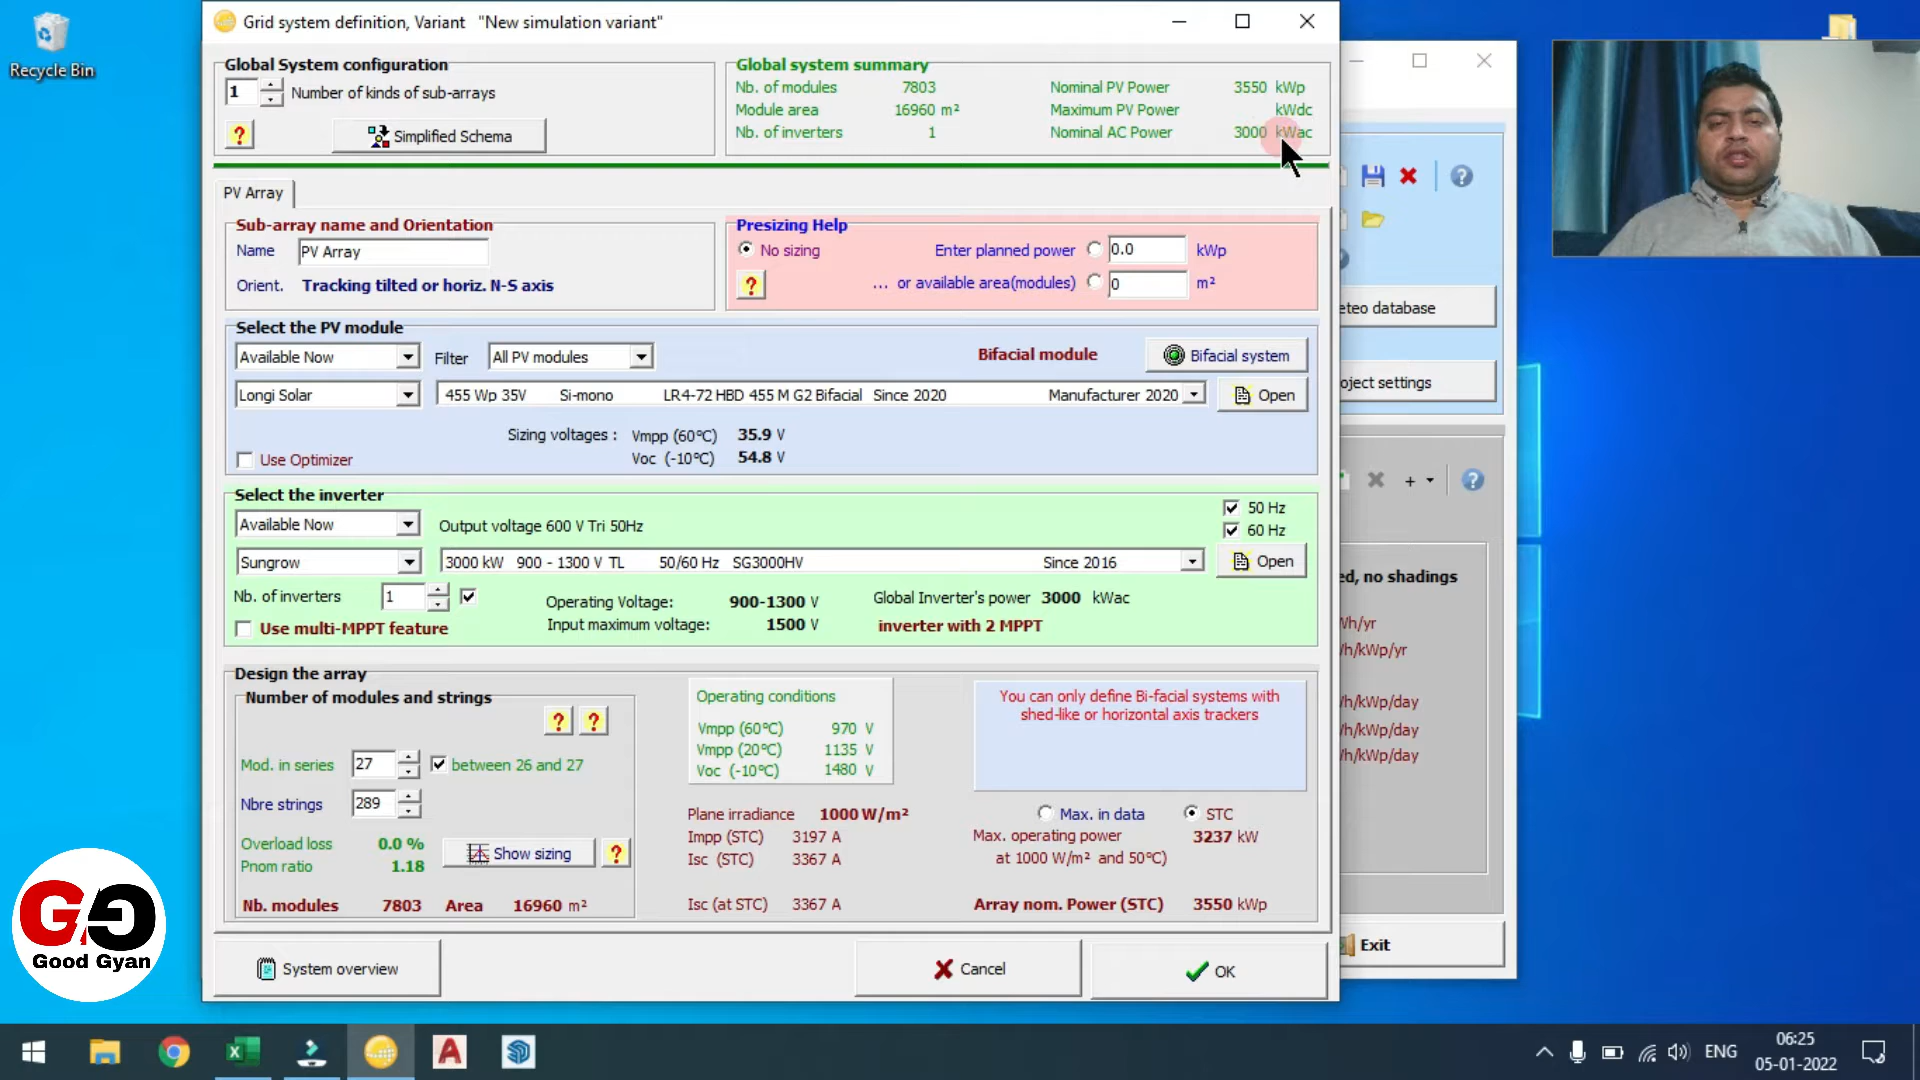 Recycle Bin
Grid system definition, Variant "New simulation variant"
Global System configuration
1 Number of kinds of sub-arrays
? Simplified Schema
Global system summary
Nb. of modules 7803 Nominal PV Power 3550 kWp
Module area 16960 m² Maximum PV Power kWdc
Nb. of inverters 1 Nominal AC Power 3000 kWac
PV Array
Sub-array name and Orientation
Name PV Array
Orient. Tracking tilted or horiz. N-S axis
Presizing Help
No sizing Enter planned power 0.0 kWp
? ... or available area(modules) 0 m²
Select the PV module
Available Now Filter All PV modules Bifacial module Bifacial system
Longi Solar 455 Wp 35V Si-mono LR4-72 HBD 455 M G2 Bifacial Since 2020 Manufacturer 2020 Open
Sizing voltages : Vmpp (60°C) 35.9 V
Use Optimizer Voc (-10°C) 54.8 V
Select the inverter
Available Now Output voltage 600 V Tri 50Hz
50 Hz
60 Hz
Sungrow 3000 kW 900 - 1300 V TL 50/60 Hz SG3000HV Since 2016 Open
Nb. of inverters 1 Operating Voltage: 900-1300 V Global Inverter's power 3000 kWac
Use multi-MPPT feature Input maximum voltage: 1500 V inverter with 2 MPPT
Design the array
Number of modules and strings
? ?
Mod. in series 27 between 26 and 27
Nbre strings 289
Overload loss 0.0 %
Pnom ratio 1.18
Show sizing ?
Nb. modules 7803 Area 16960 m²
Operating conditions
Vmpp (60°C) 970 V
Vmpp (20°C) 1135 V
Voc (-10°C) 1480 V
You can only define Bi-facial systems with
shed-like or horizontal axis trackers
Plane irradiance 1000 W/m²
Impp (STC) 3197 A
Isc (STC) 3367 A
Isc (at STC) 3367 A
Max. in data STC
Max. operating power 3237 kW
at 1000 W/m² and 50°C)
Array nom. Power (STC) 3550 kWp
System overview Cancel OK
?
eteo database
oject settings
+ ?
ed, no shadings
Wh/yr
Vh/kWp/yr
/h/kWp/day
/h/kWp/day
/h/kWp/day
Exit
GG
Good Gyan
ENG
06:25
05-01-2022